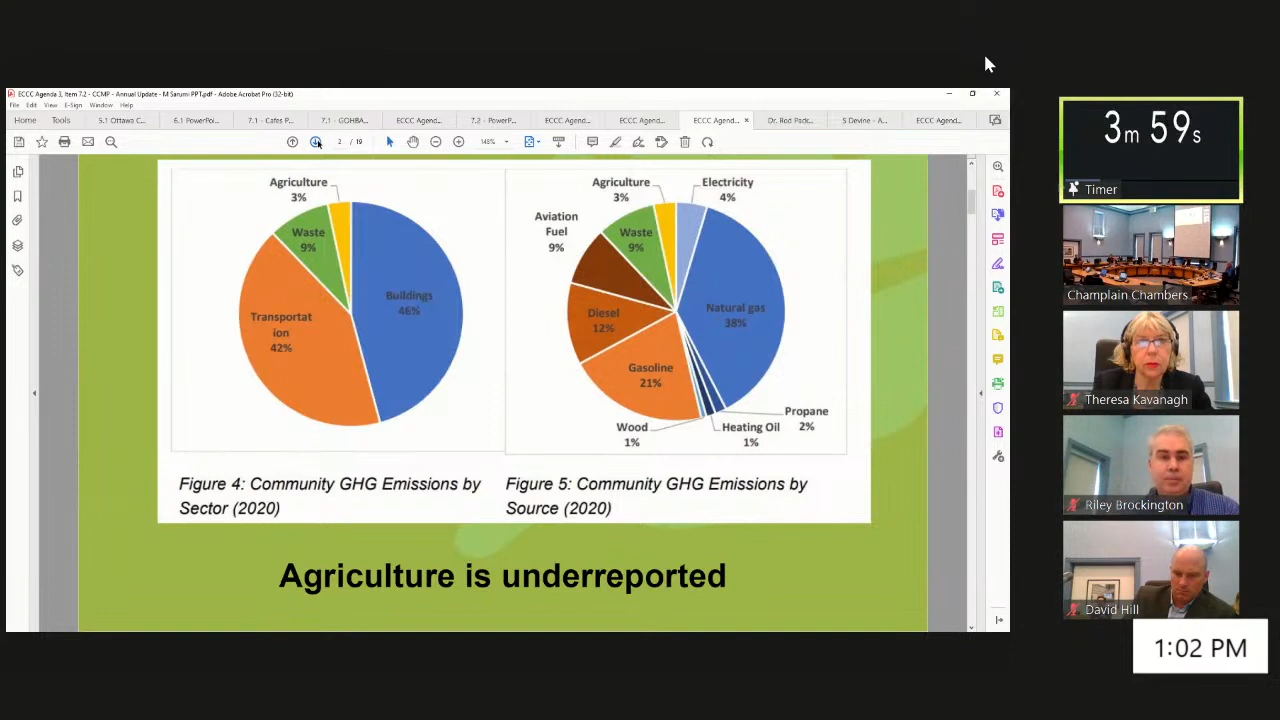 ECCC Agenda 3, Item 7.2 - CCMP - Annual Update - M Sarumi PPT.pdf - Adobe Acrobat Pro (32-bit)
File Edit View E-Sign Window Help
Home Tools 5.1 Ottawa C... 6.1 PowerPoi... 7.1 - Cafes P... 7.1 - GOHBA... ECCC Agend... 7.2 - PowerP... ECCC Agend... ECCC Agend... ECCC Agend... × Dr. Rod Pack... S Devine - A... ECCC Agend...
2 / 19
148%
Agriculture
3%
Waste
9%
Buildings
46%
Transportat
ion
42%
Agriculture
3%
Electricity
4%
Aviation
Fuel
9%
Waste
9%
Natural gas
38%
Diesel
12%
Gasoline
21%
Propane
2%
Wood
1%
Heating Oil
1%
Figure 4: Community GHG Emissions by
Sector (2020)
Figure 5: Community GHG Emissions by
Source (2020)
Agriculture is underreported
3m 59s
Timer
Champlain Chambers
Theresa Kavanagh
Riley Brockington
David Hill
1:02 PM